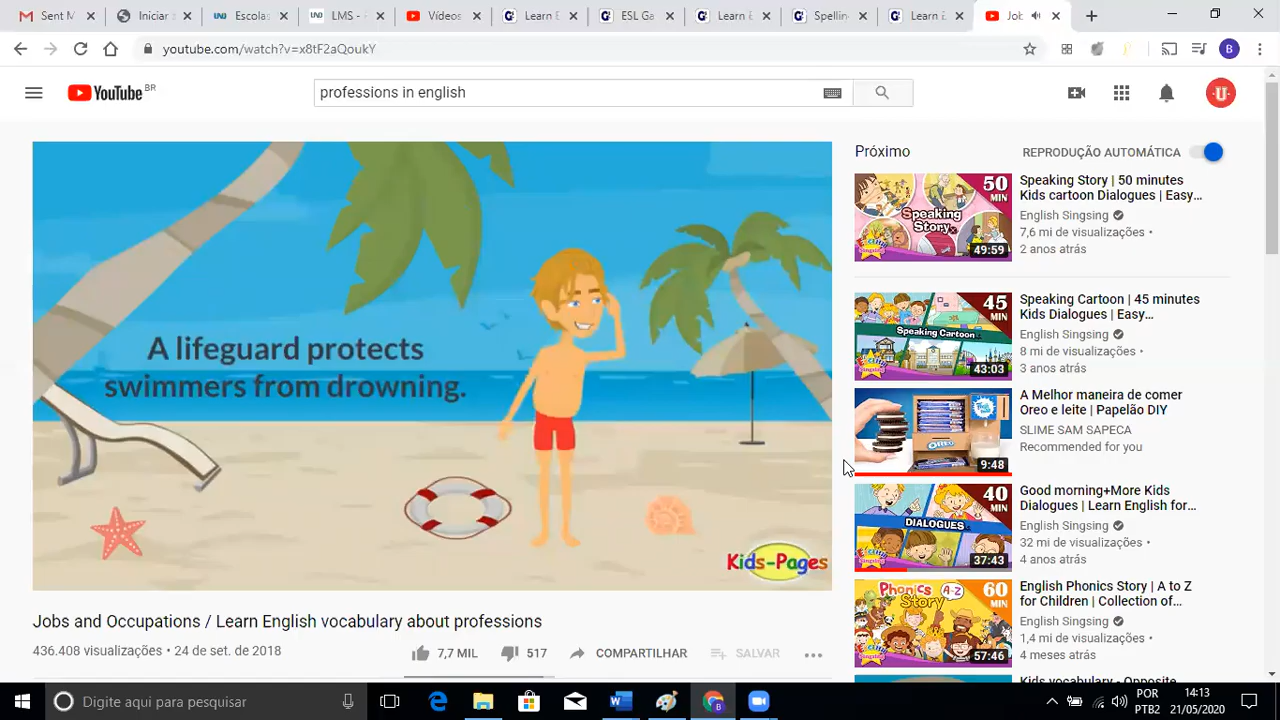 Sent M
Iniciar s
UNO Escolas
UNO LMS -
Vídeos
Learn E
ESL Ga
Learn E
Spelling
Learn E
Job
youtube.com/watch?v=x8tF2aQoukY
B
YouTube BR
professions in english
U
A lifeguard protects
swimmers from drowning.
Kids-Pages
Jobs and Occupations / Learn English vocabulary about professions
436.408 visualizações • 24 de set. de 2018
7,7 MIL
517
COMPARTILHAR
SALVAR
Próximo
REPRODUÇÃO AUTOMÁTICA
50
MIN
Speaking
Story
49:59
Speaking Story | 50 minutes
Kids cartoon Dialogues | Easy...
English Singsing
7,6 mi de visualizações •
2 anos atrás
45
MIN
Speaking Cartoon
43:03
Speaking Cartoon | 45 minutes
Kids Dialogues | Easy...
English Singsing
8 mi de visualizações •
3 anos atrás
OREO
9:48
A Melhor maneira de comer
Oreo e leite | Papelão DIY
SLIME SAM SAPECA
Recommended for you
40
MIN
DIALOGUES
37:43
Good morning+More Kids
Dialogues | Learn English for...
English Singsing
32 mi de visualizações •
4 anos atrás
Phonics A-Z
Story
60
MIN
57:46
English Phonics Story | A to Z
for Children | Collection of...
English Singsing
1,4 mi de visualizações •
4 meses atrás
Kids vocabulary - Opposite
Digite aqui para pesquisar
POR
PTB2
14:13
21/05/2020